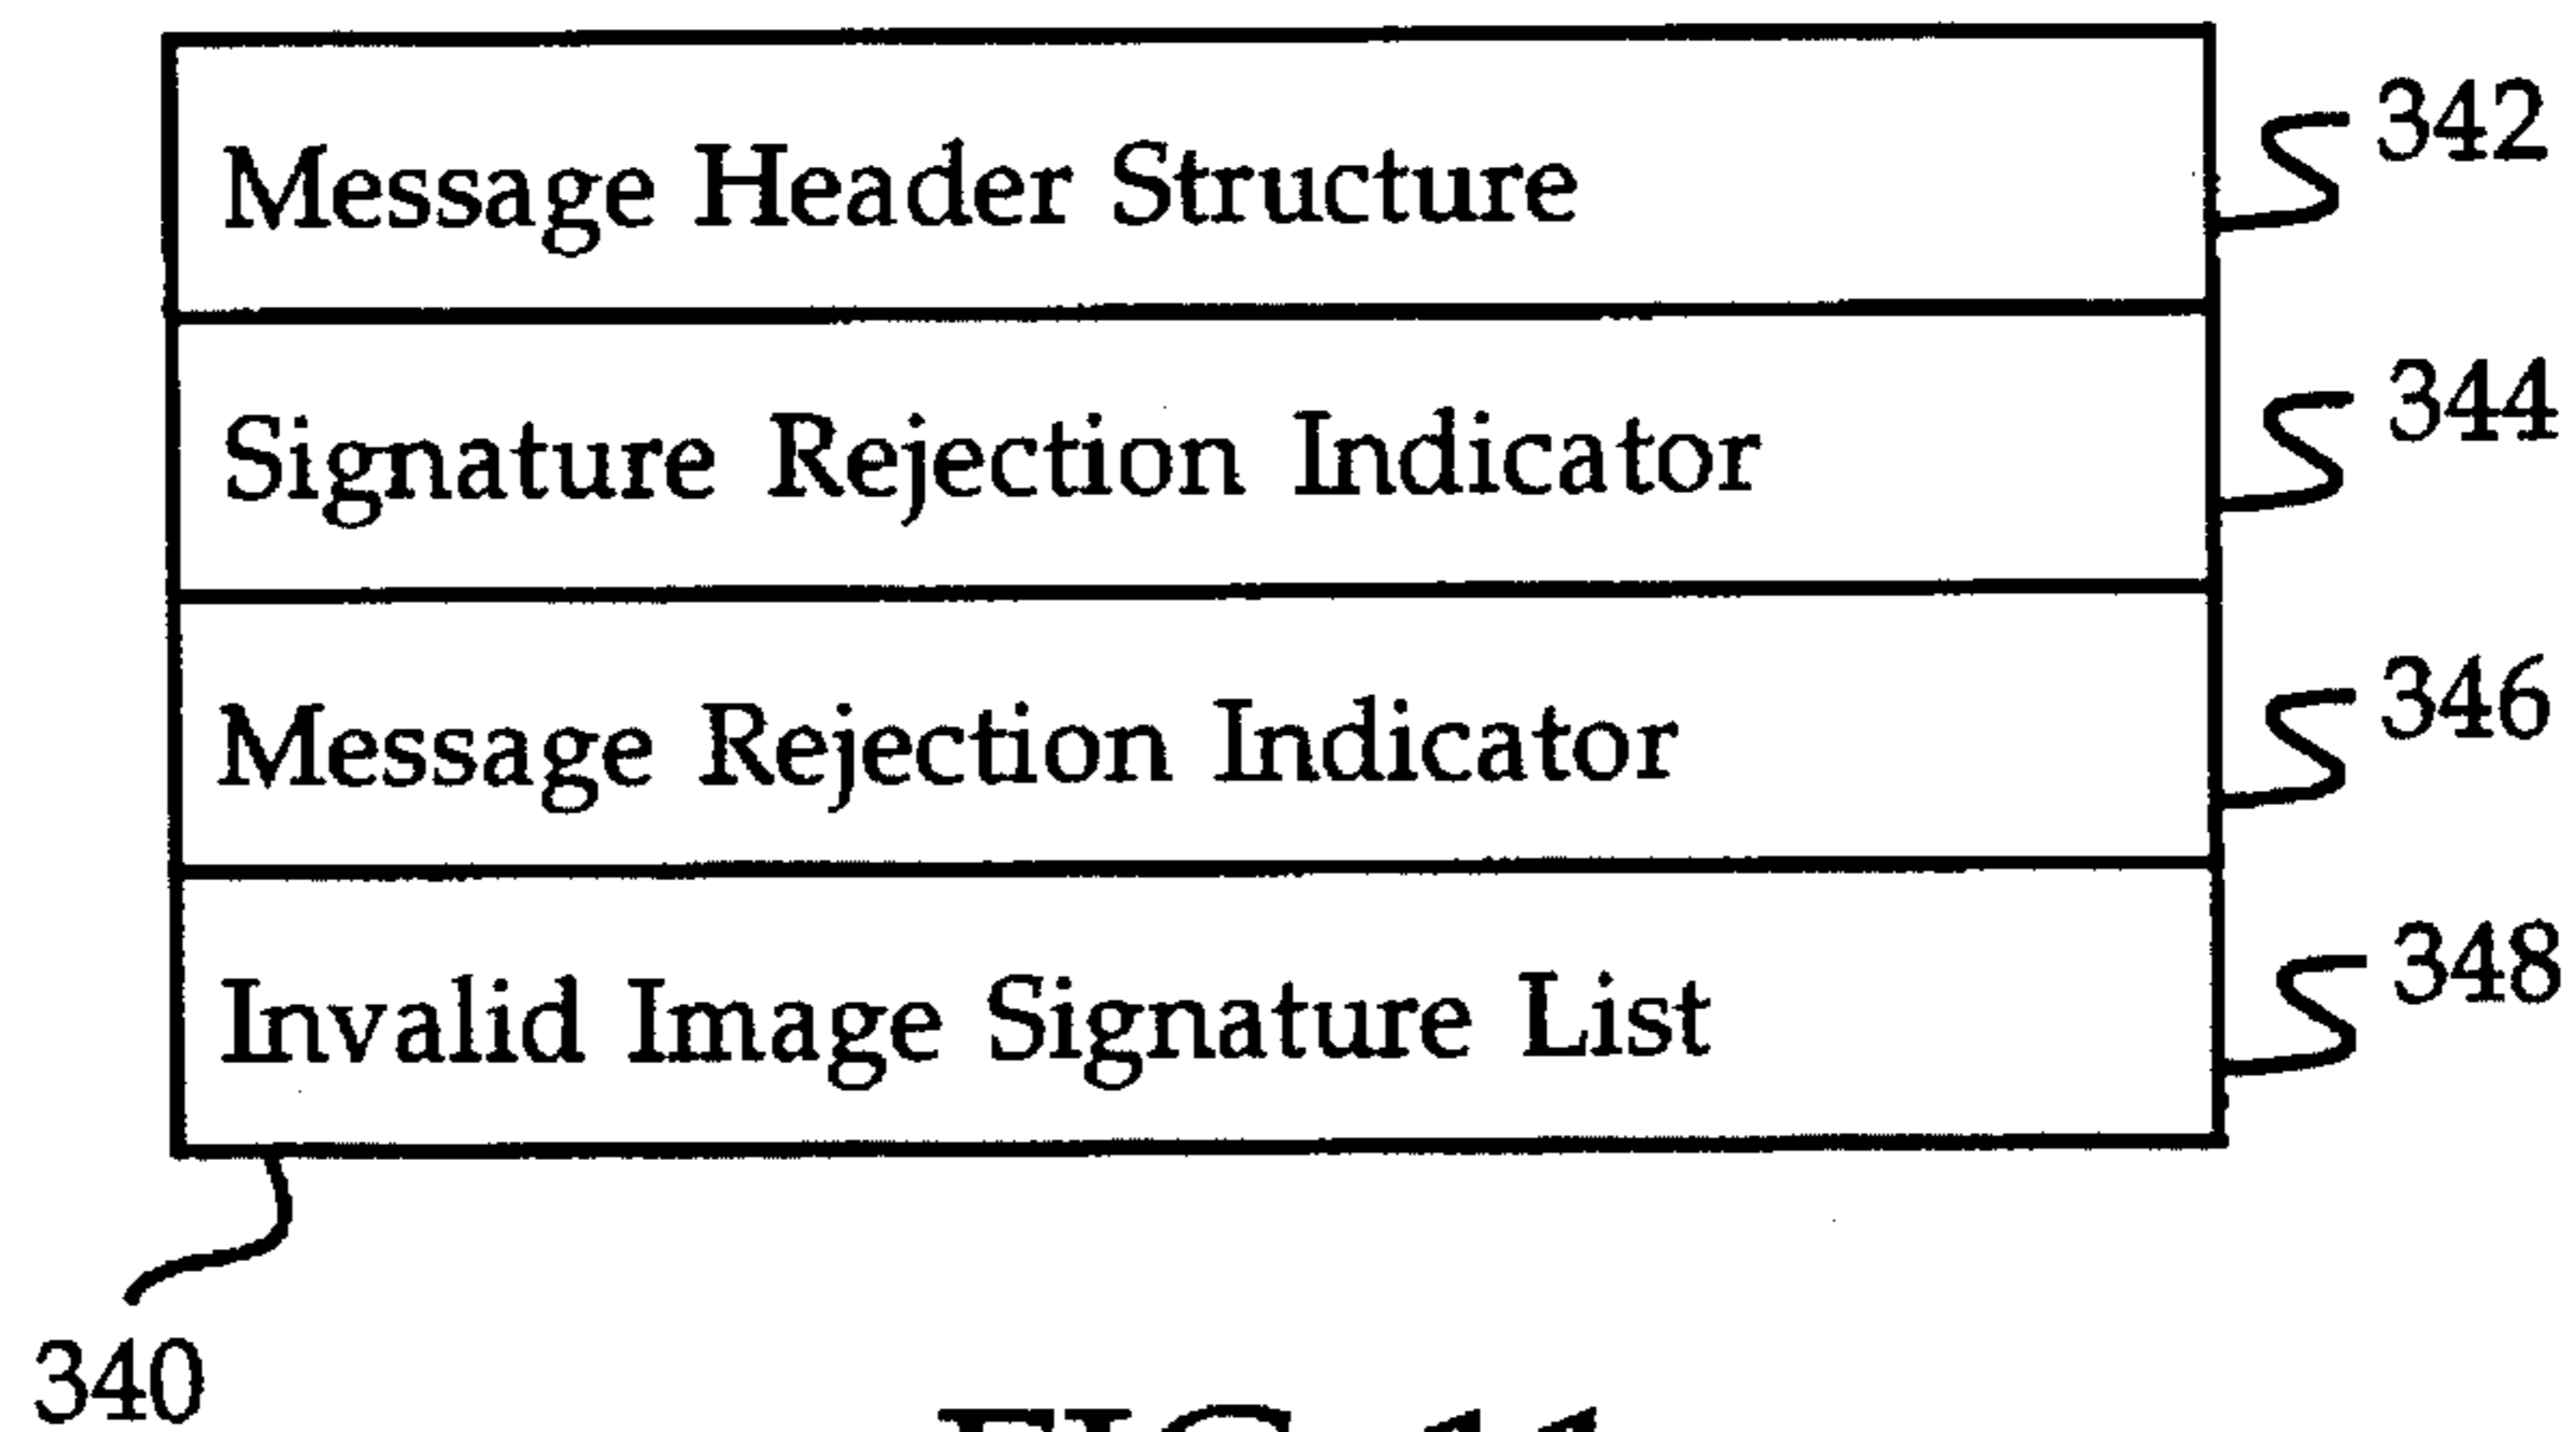 Message Header Structure 342
Signature Rejection Indicator 344
Message Rejection Indicator 346
Invalid Image Signature List 348
340